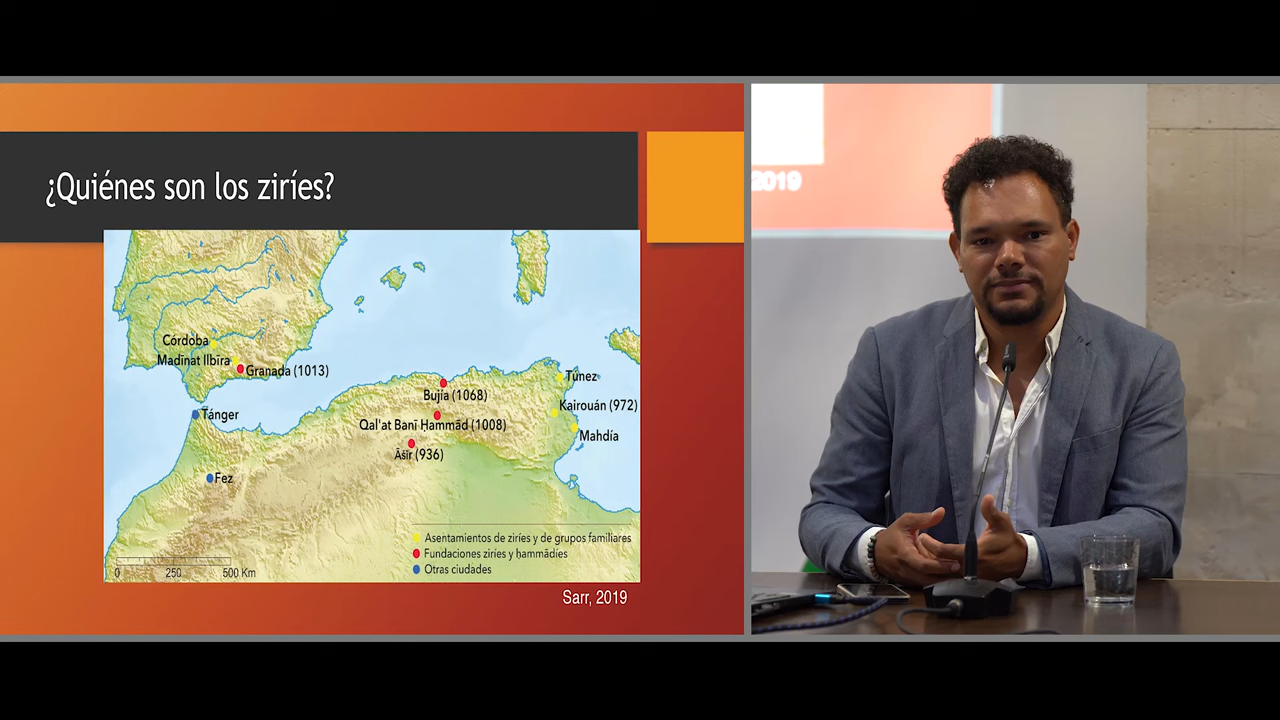 ¿Quiénes son los ziríes?
Córdoba
Madīnat Ilbīra
Granada (1013)
Tánger
Fez
Bujía (1068)
Qal'at Banī Ḥammād (1008)
Āšīr (936)
Túnez
Kairouán (972)
Mahdía
Asentamientos de ziríes y de grupos familiares
Fundaciones ziríes y ḥammādíes
Otras ciudades
0 250 500 Km
Sarr, 2019
2019